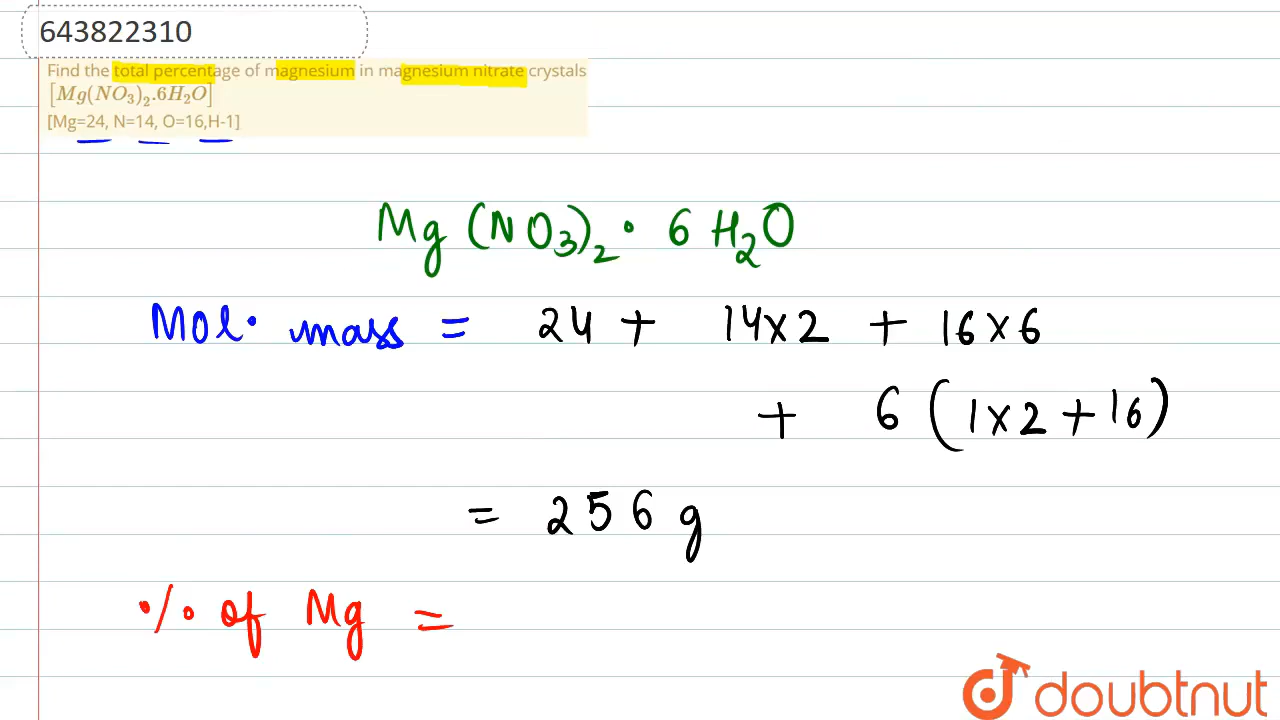 643822310
Find the total percentage of magnesium in magnesium nitrate crystals
[Mg(NO₃)₂.6H₂O]
[Mg=24, N=14, O=16,H-1]
Mg (NO₃)₂ · 6 H₂O
Mol. mass = 24 + 14×2 + 16×6
+ 6 (1×2+16)
= 256 g
% of Mg =
doubtnut